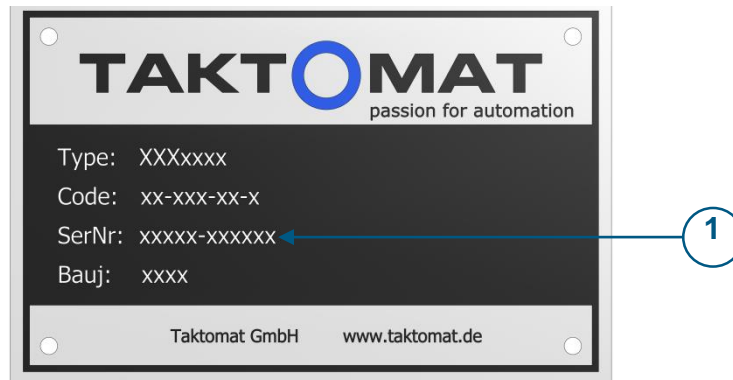 TAKTOMAT
passion for automation
Type: XXXxxxx
Code: xx-xxx-xx-x
SerNr: xxxxx-xxxxxx
1
Bauj: xxxx
Taktomat GmbH www.taktomat.de